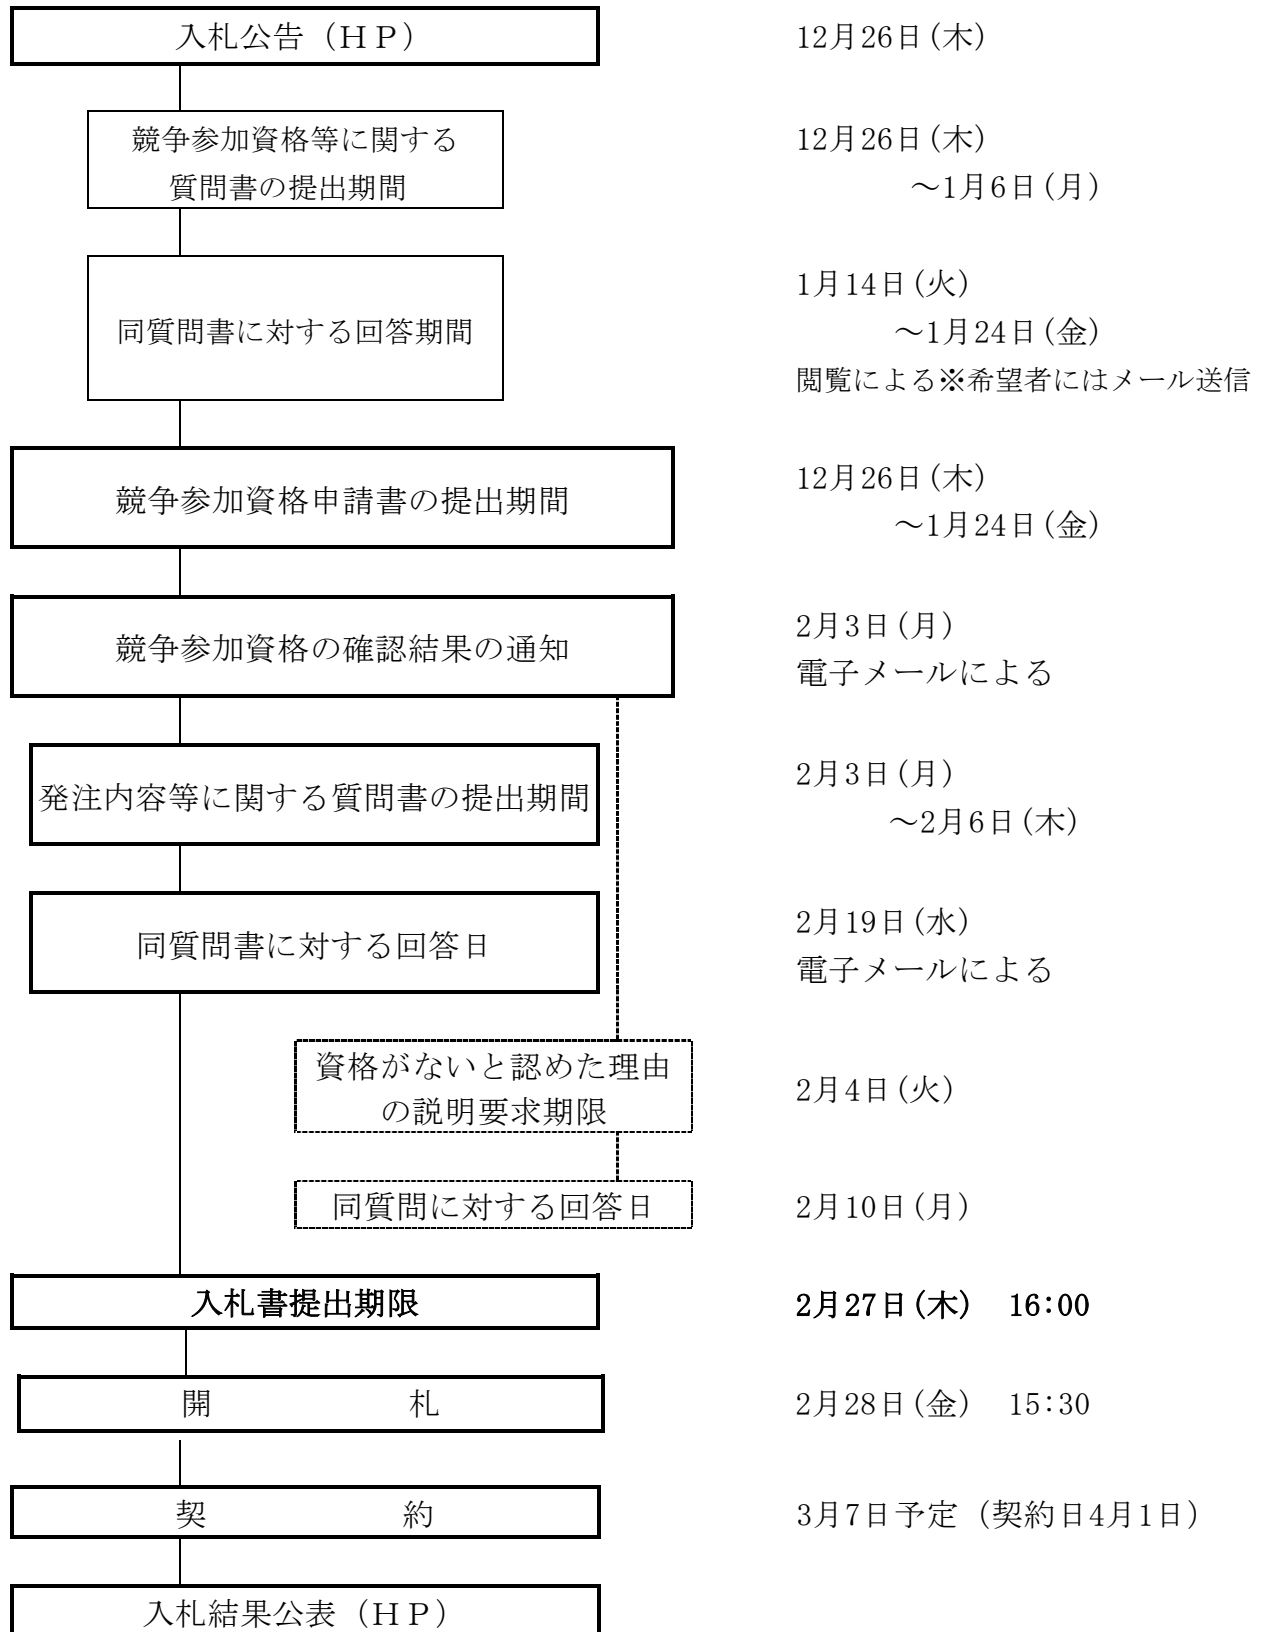 入札公告（ＨＰ）
12月26日(木)
競争参加資格等に関する
質問書の提出期間
12月26日(木)
～1月6日(月)
同質問書に対する回答期間
1月14日(火)
～1月24日(金)
閲覧による※希望者にはメール送信
競争参加資格申請書の提出期間
12月26日(木)
～1月24日(金)
競争参加資格の確認結果の通知
2月3日(月)
電子メールによる
発注内容等に関する質問書の提出期間
2月3日(月)
～2月6日(木)
同質問書に対する回答日
2月19日(水)
電子メールによる
資格がないと認めた理由
の説明要求期限
2月4日(火)
同質問に対する回答日
2月10日(月)
入札書提出期限
2月27日(木)　16:00
開　　　　　　札
2月28日(金)　15:30
契　　　　　　約
3月7日予定（契約日4月1日）
入札結果公表（ＨＰ）